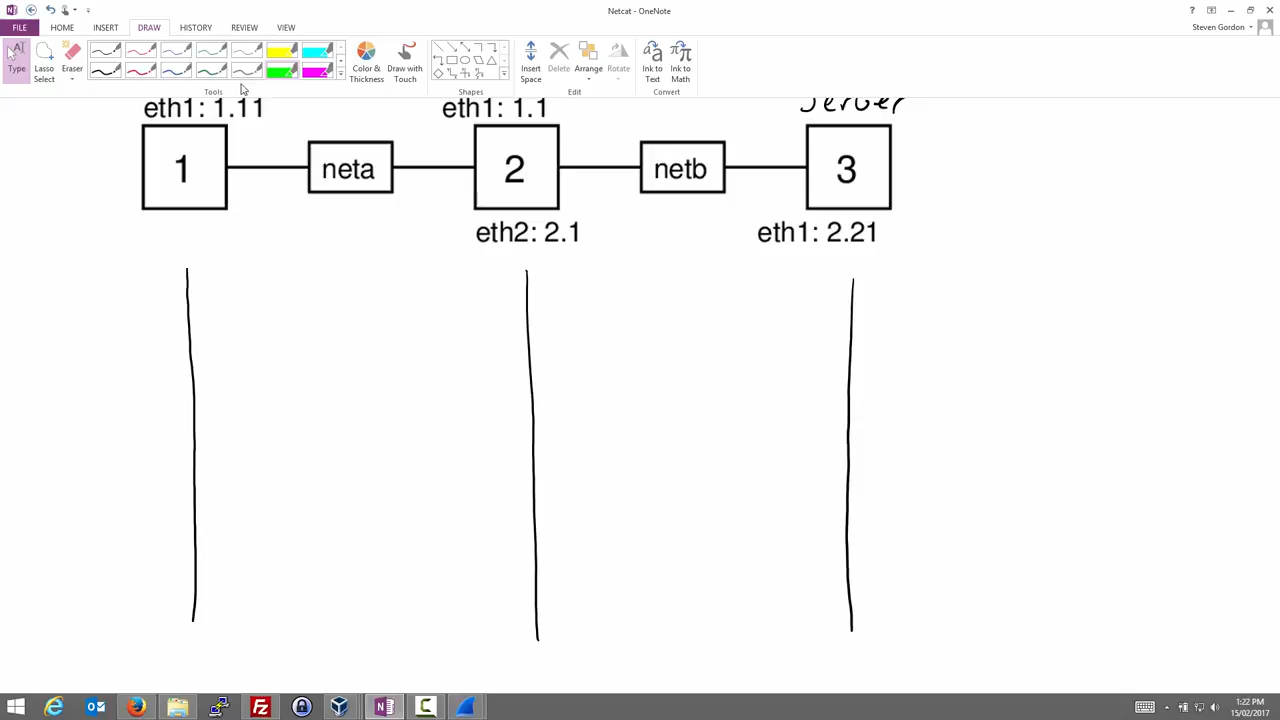 Netcat - OneNote
FILE HOME INSERT DRAW HISTORY REVIEW VIEW
Steven Gordon
Type
Lasso Select
Eraser
Color & Thickness
Draw with Touch
Insert Space
Delete
Arrange
Rotate
Ink to Text
Ink to Math
Tools
Shapes
Edit
Convert
eth1: 1.11
eth1: 1.1
server
1
neta
2
netb
3
eth2: 2.1
eth1: 2.21
1:22 PM
15/02/2017